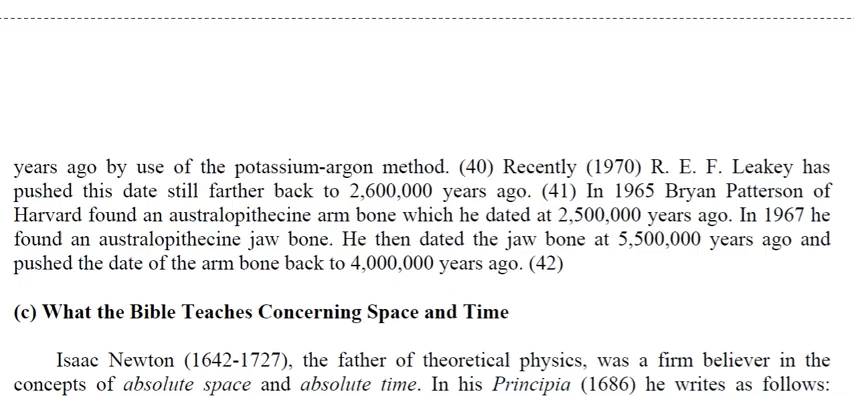 years ago by use of the potassium-argon method. (40) Recently (1970) R. E. F. Leakey has
pushed this date still farther back to 2,600,000 years ago. (41) In 1965 Bryan Patterson of
Harvard found an australopithecine arm bone which he dated at 2,500,000 years ago. In 1967 he
found an australopithecine jaw bone. He then dated the jaw bone at 5,500,000 years ago and
pushed the date of the arm bone back to 4,000,000 years ago. (42)
(c) What the Bible Teaches Concerning Space and Time
Isaac Newton (1642-1727), the father of theoretical physics, was a firm believer in the
concepts of absolute space and absolute time. In his Principia (1686) he writes as follows: